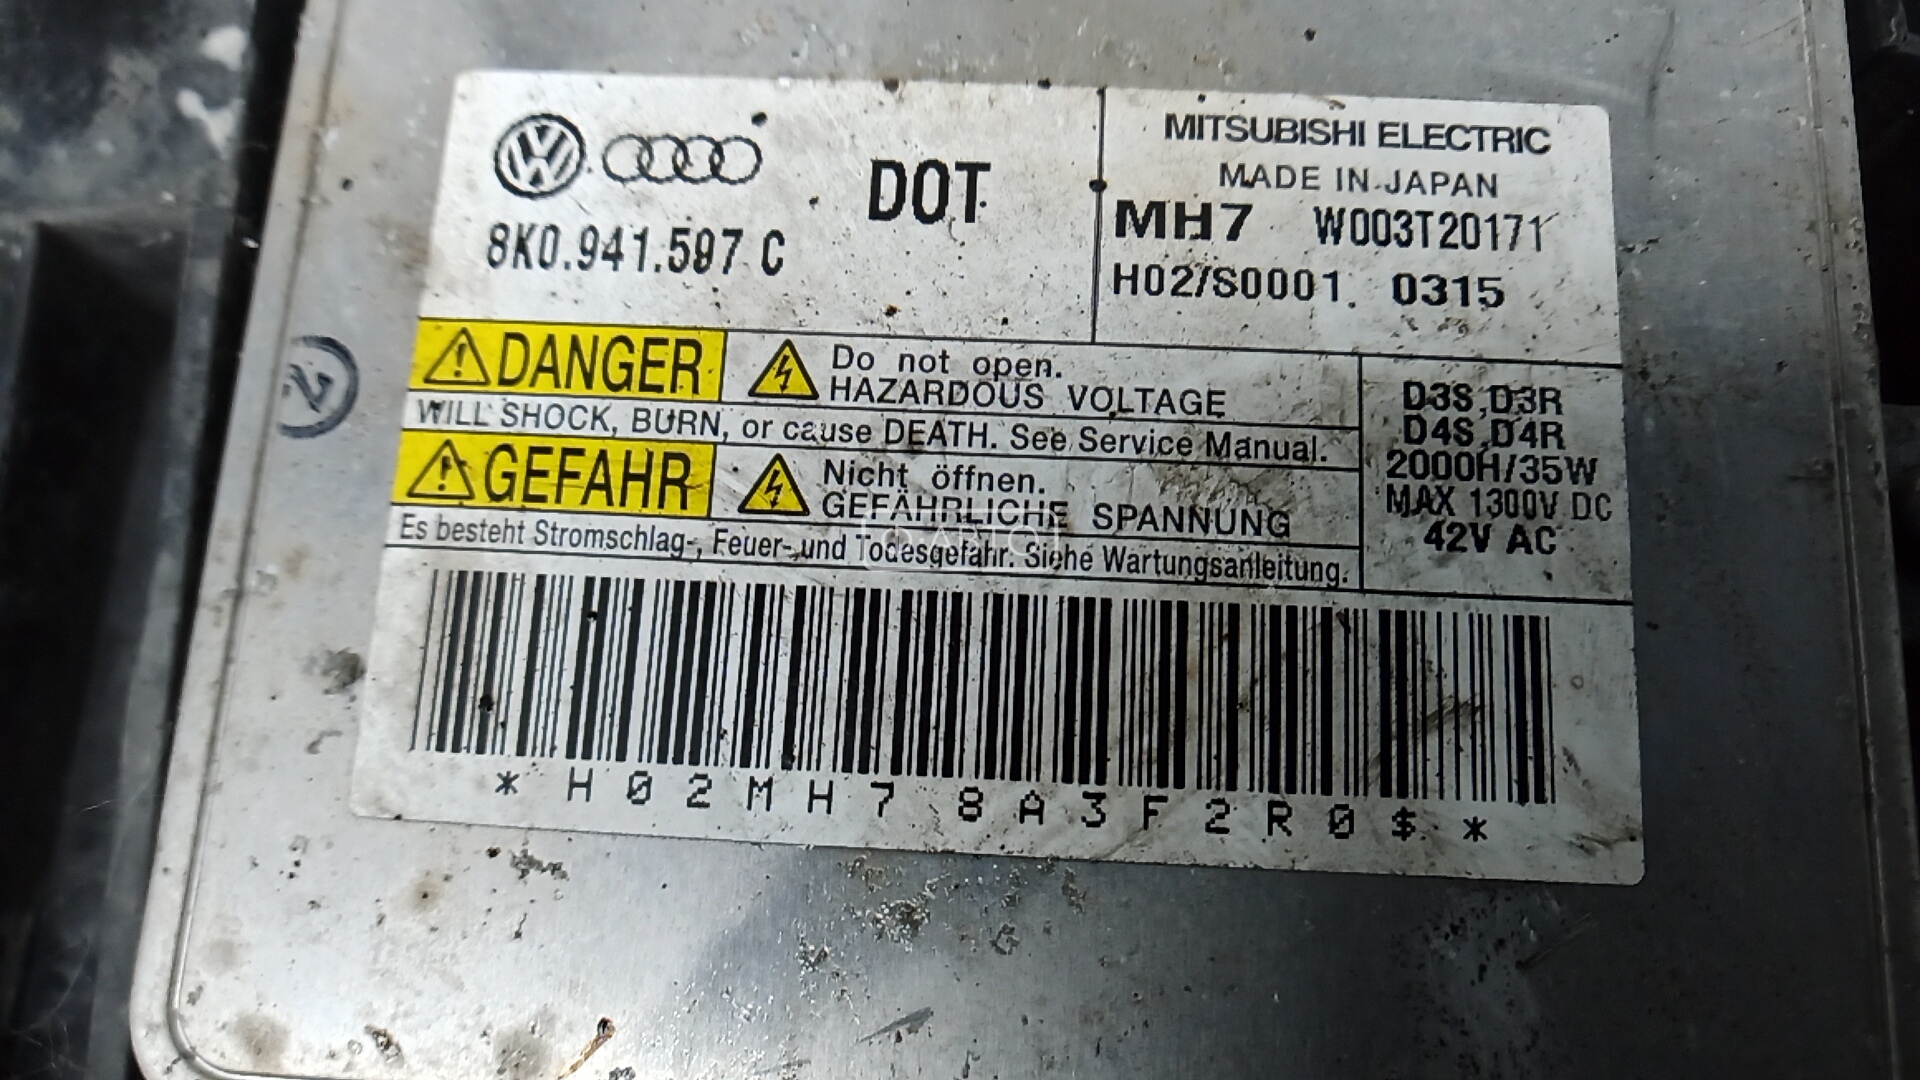 8K0.941.597 C
DOT
MITSUBISHI ELECTRIC
MADE IN JAPAN
MH7 W003T20171
H02/S0001 0315
DANGER
Do not open.
HAZARDOUS VOLTAGE
WILL SHOCK, BURN, or cause DEATH. See Service Manual.
GEFAHR
Nicht öffnen.
GEFÄHRLICHE SPANNUNG
Es besteht Stromschlag-, Feuer- und Todesgefahr. Siehe Wartungsanleitung.
D3S,D3R
D4S,D4R
2000H/35W
MAX 1300V DC
42V AC
*H02MH7 8A3F2R0$*